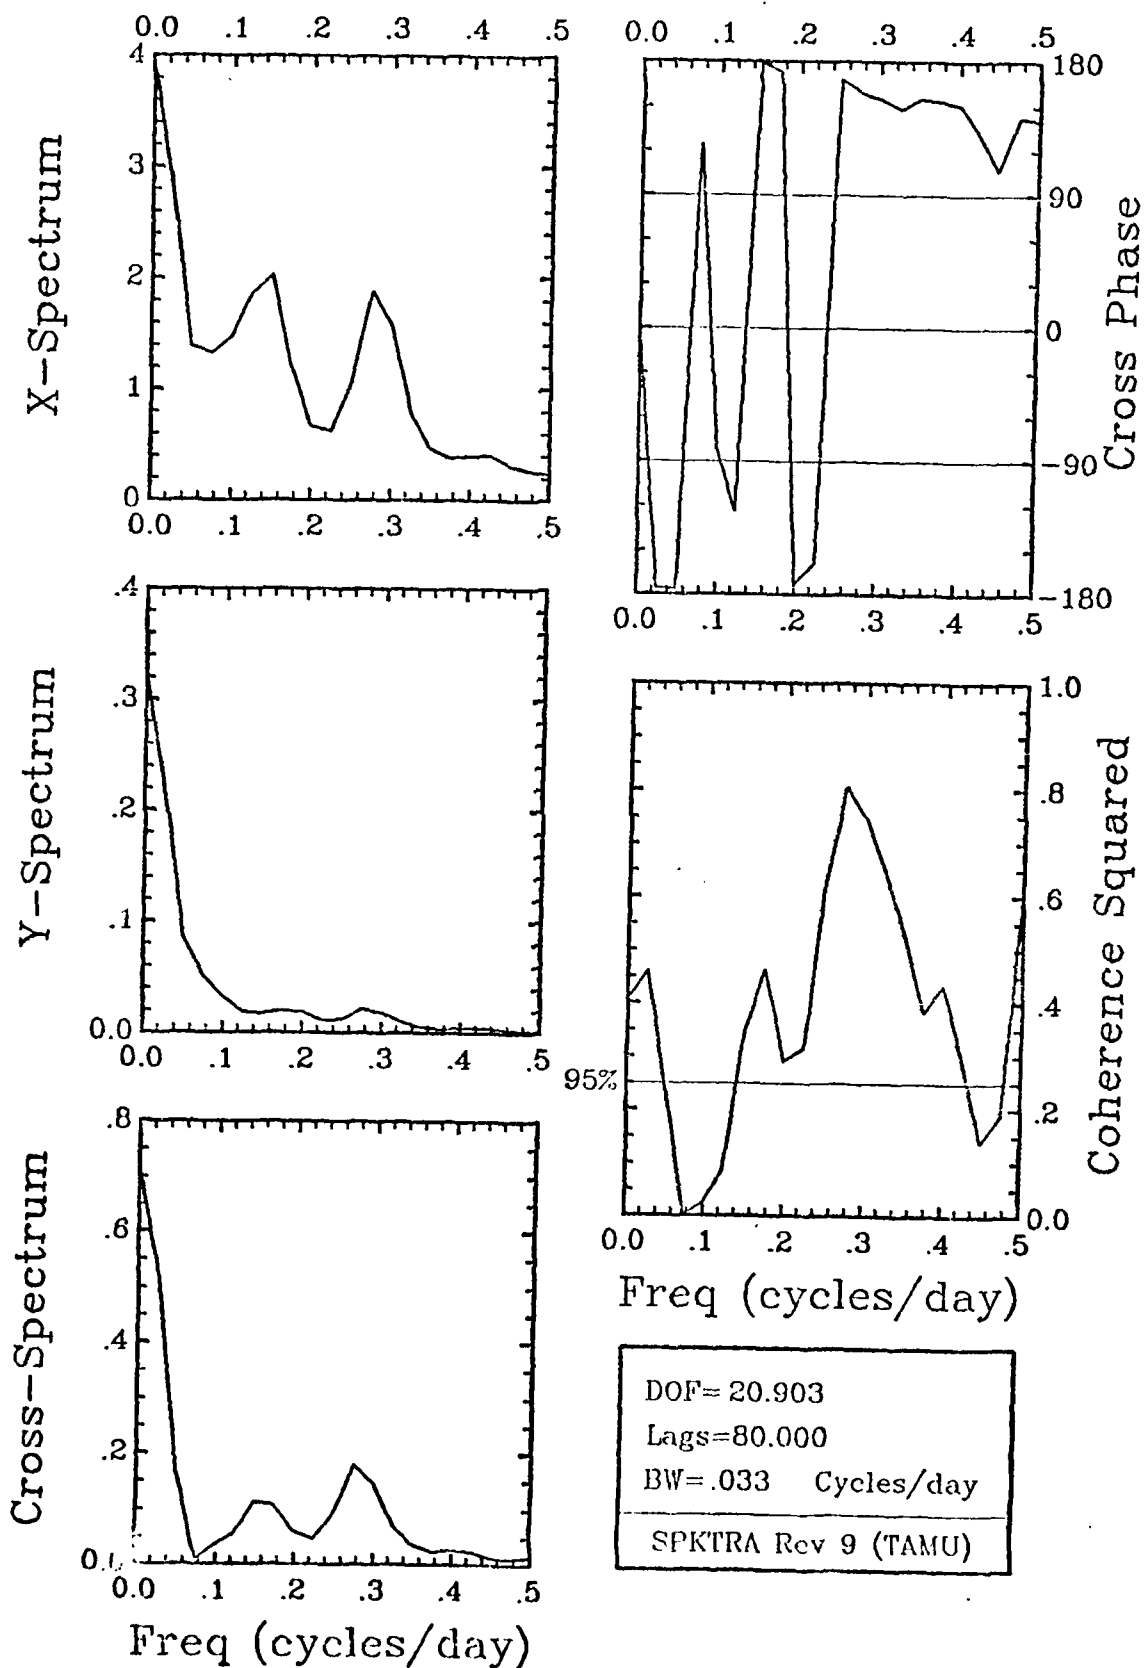 0.0 .1 .2 .3 .4 .5
4
3
2
1
0
X-Spectrum
0.0 .1 .2 .3 .4 .5
.4
.3
.2
.1
0.0
Y-Spectrum
0.0 .1 .2 .3 .4 .5
.8
.6
.4
.2
Cross-Spectrum
0.0 .1 .2 .3 .4 .5
Freq (cycles/day)
0.0 .1 .2 .3 .4 .5
180
90
0
-90
-180
Cross Phase
0.0 .1 .2 .3 .4 .5
1.0
.8
.6
.4
.2
0.0
95%
Coherence Squared
0.0 .1 .2 .3 .4 .5
Freq (cycles/day)
DOF= 20.903
Lags=80.000
BW=.033 Cycles/day
SPKTRA Rev 9 (TAMU)